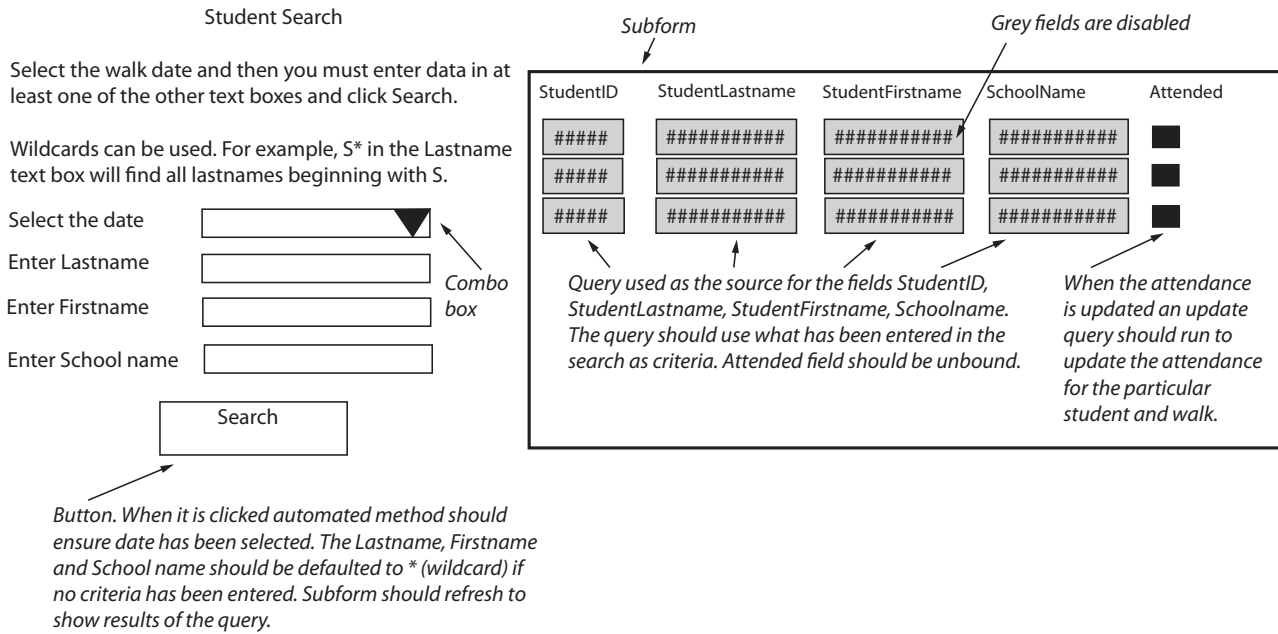 Student Search
Select the walk date and then you must enter data in at
least one of the other text boxes and click Search.
Wildcards can be used. For example, S* in the Lastname
text box will find all lastnames beginning with S.
Select the date
Enter Lastname
Enter Firstname
Enter School name
Combo
box
Search
Button. When it is clicked automated method should
ensure date has been selected. The Lastname, Firstname
and School name should be defaulted to * (wildcard) if
no criteria has been entered. Subform should refresh to
show results of the query.
Subform
Grey fields are disabled
StudentID StudentLastname StudentFirstname SchoolName Attended
##### ########### ########### ###########
##### ########### ########### ###########
##### ########### ########### ###########
Query used as the source for the fields StudentID,
StudentLastname, StudentFirstname, Schoolname.
The query should use what has been entered in the
search as criteria. Attended field should be unbound.
When the attendance
is updated an update
query should run to
update the attendance
for the particular
student and walk.